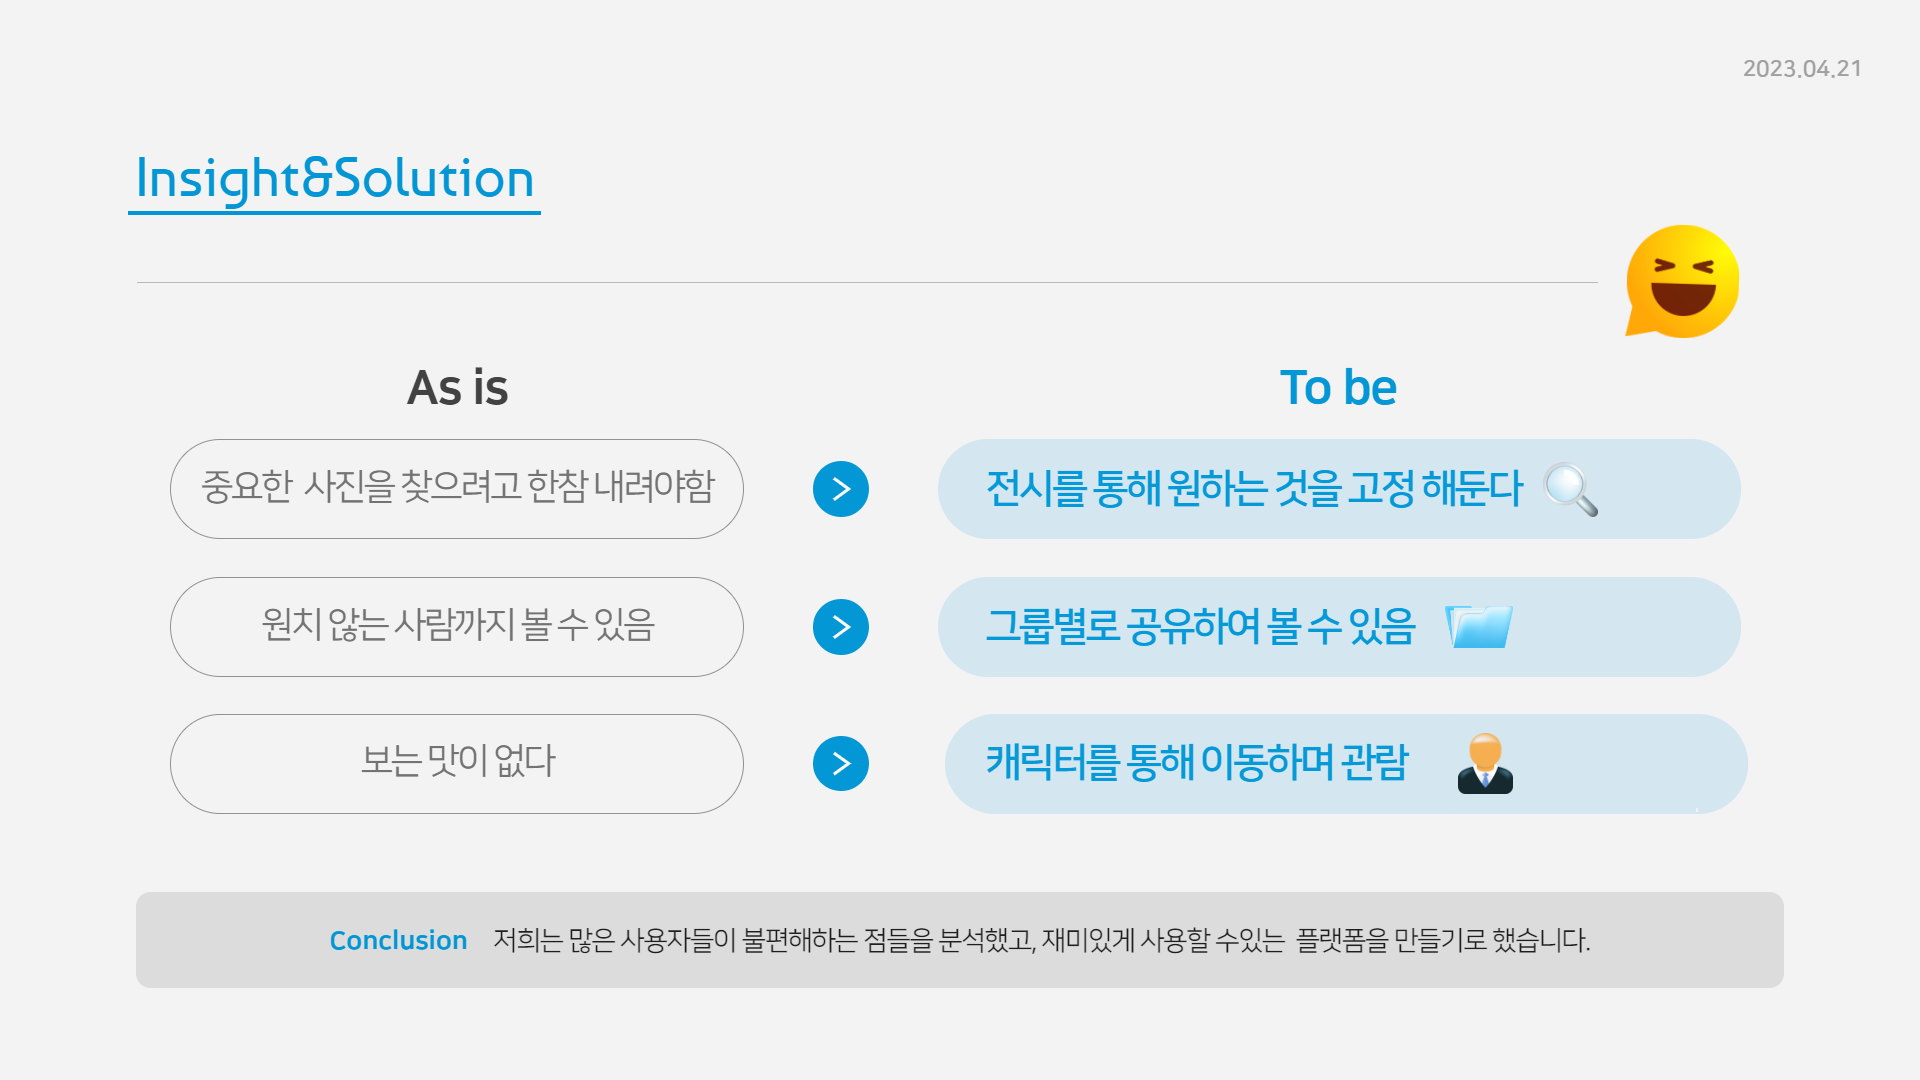 2023.04.21
Insight&Solution
As is
To be
중요한 사진을 찾으려고 한참 내려야함
전시를 통해 원하는 것을 고정 해둔다
원치 않는 사람까지 볼 수 있음
그룹별로 공유하여 볼 수 있음
보는 맛이 없다
캐릭터를 통해 이동하며 관람
Conclusion 저희는 많은 사용자들이 불편해하는 점들을 분석했고, 재미있게 사용할 수있는 플랫폼을 만들기로 했습니다.